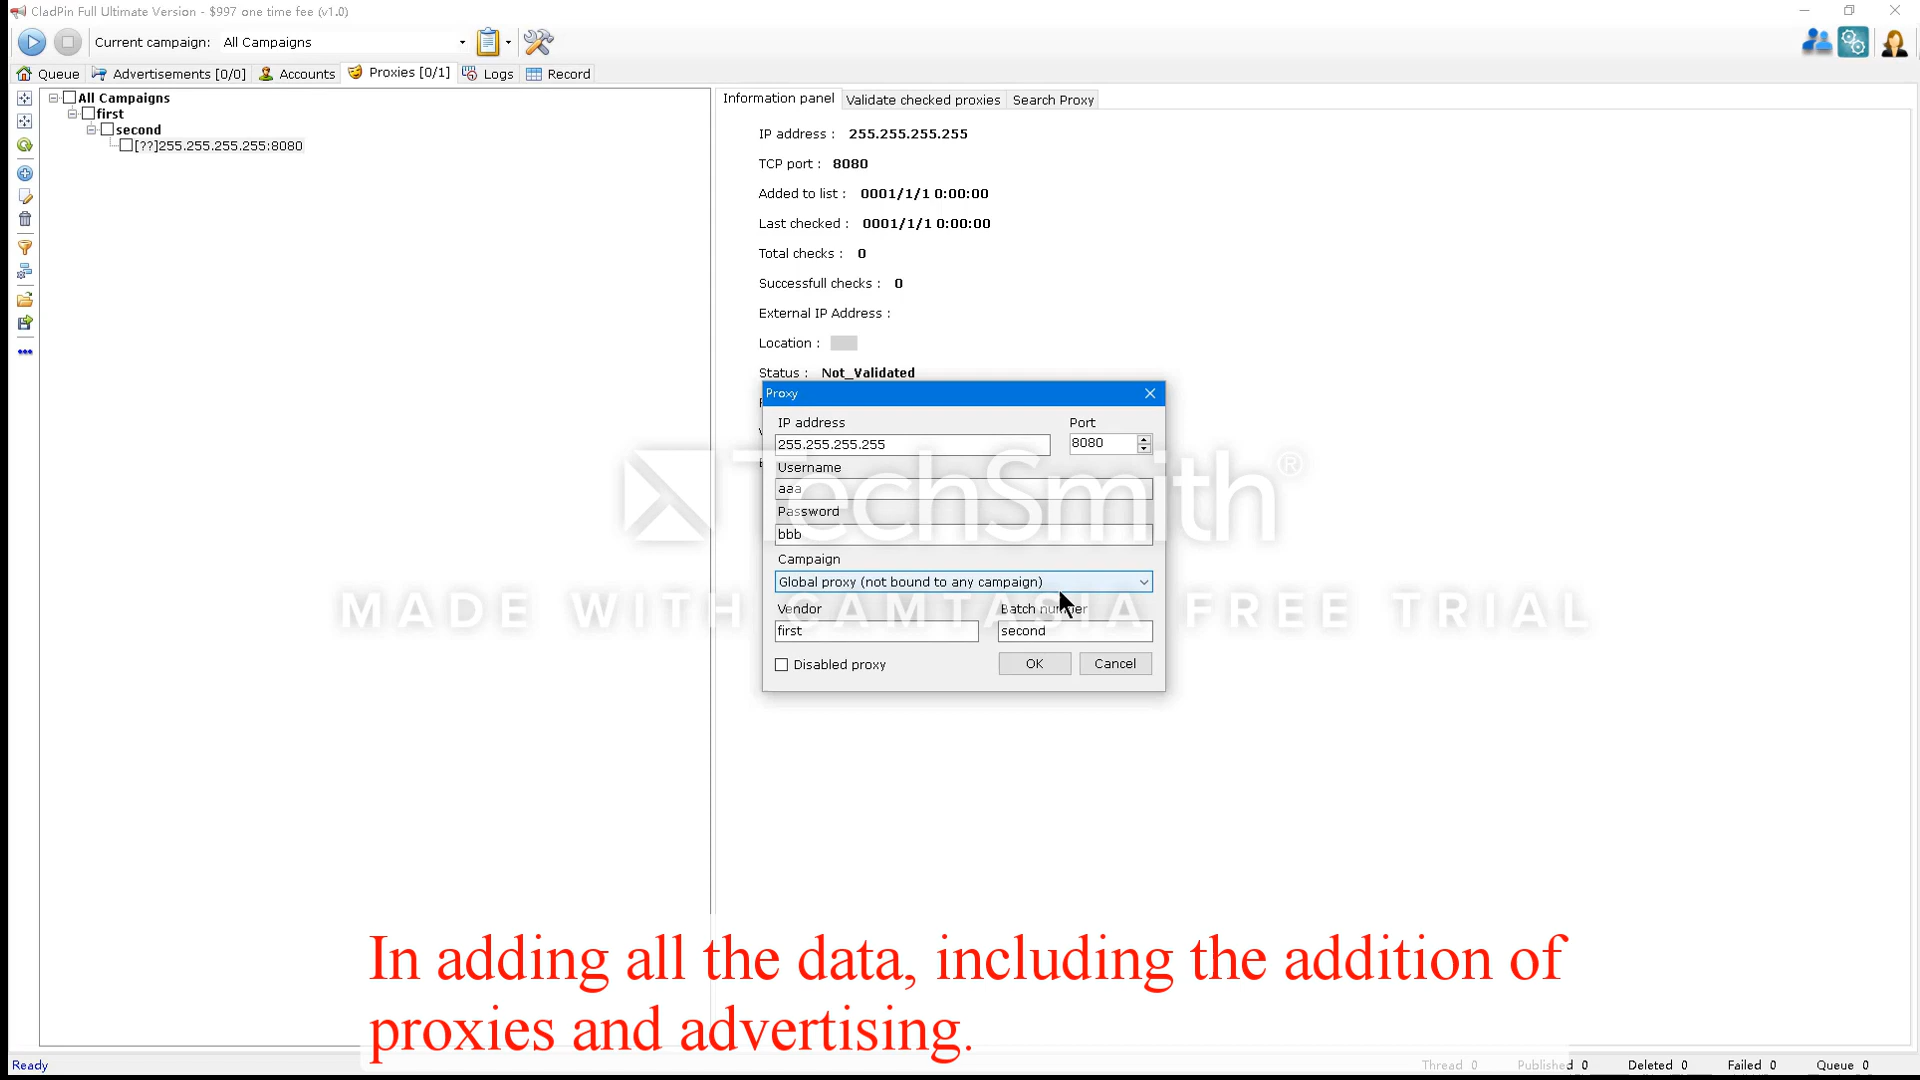 CladPin Full Ultimate Version - $997 one time fee (v1.0)
Current campaign: All Campaigns
Queue Advertisements [0/0] Accounts Proxies [0/1] Logs Record
All Campaigns
first
second
[??]255.255.255.255:8080
Information panel Validate checked proxies Search Proxy
IP address : 255.255.255.255
TCP port : 8080
Added to list : 0001/1/1 0:00:00
Last checked : 0001/1/1 0:00:00
Total checks : 0
Successfull checks : 0
External IP Address :
Location :
Status : Not_Validated
Proxy
IP address Port
255.255.255.255 8080
Username
aaa
Password
bbb
Campaign
Global proxy (not bound to any campaign)
Vendor Batch number
first second
Disabled proxy OK Cancel
TechSmith®
MADE WITH CAMTASIA FREE TRIAL
In adding all the data, including the addition of
proxies and advertising.
Ready Thread 0 Published 0 Deleted 0 Failed 0 Queue 0